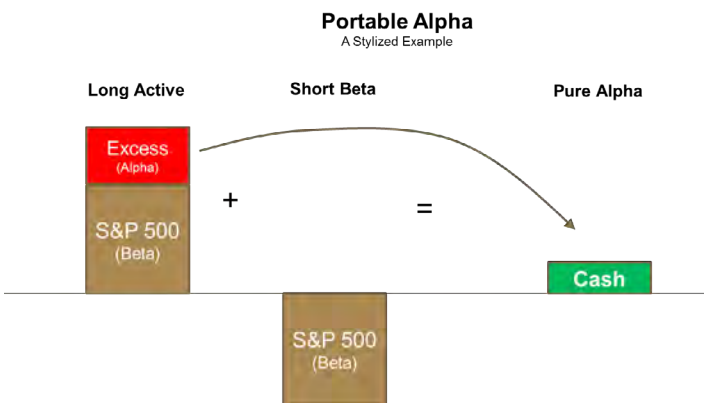 Portable Alpha
A Stylized Example
Long Active
Short Beta
Pure Alpha
Excess
(Alpha)
S&P 500
(Beta)
+
=
Cash
S&P 500
(Beta)